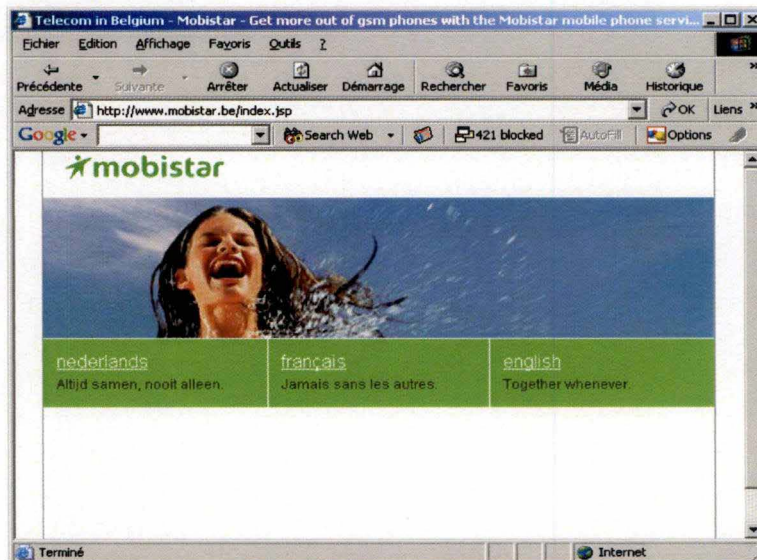 Telecom in Belgium - Mobistar - Get more out of gsm phones with the Mobistar mobile phone servi...
Fichier Edition Affichage Favoris Outils ?
Précédente Suivante Arrêter Actualiser Démarrage Rechercher Favoris Média Historique »
Adresse http://www.mobistar.be/index.jsp OK Liens »
Google Search Web 421 blocked AutoFill Options
mobistar
nederlands français english
Altijd samen, nooit alleen. Jamais sans les autres. Together whenever.
Terminé Internet